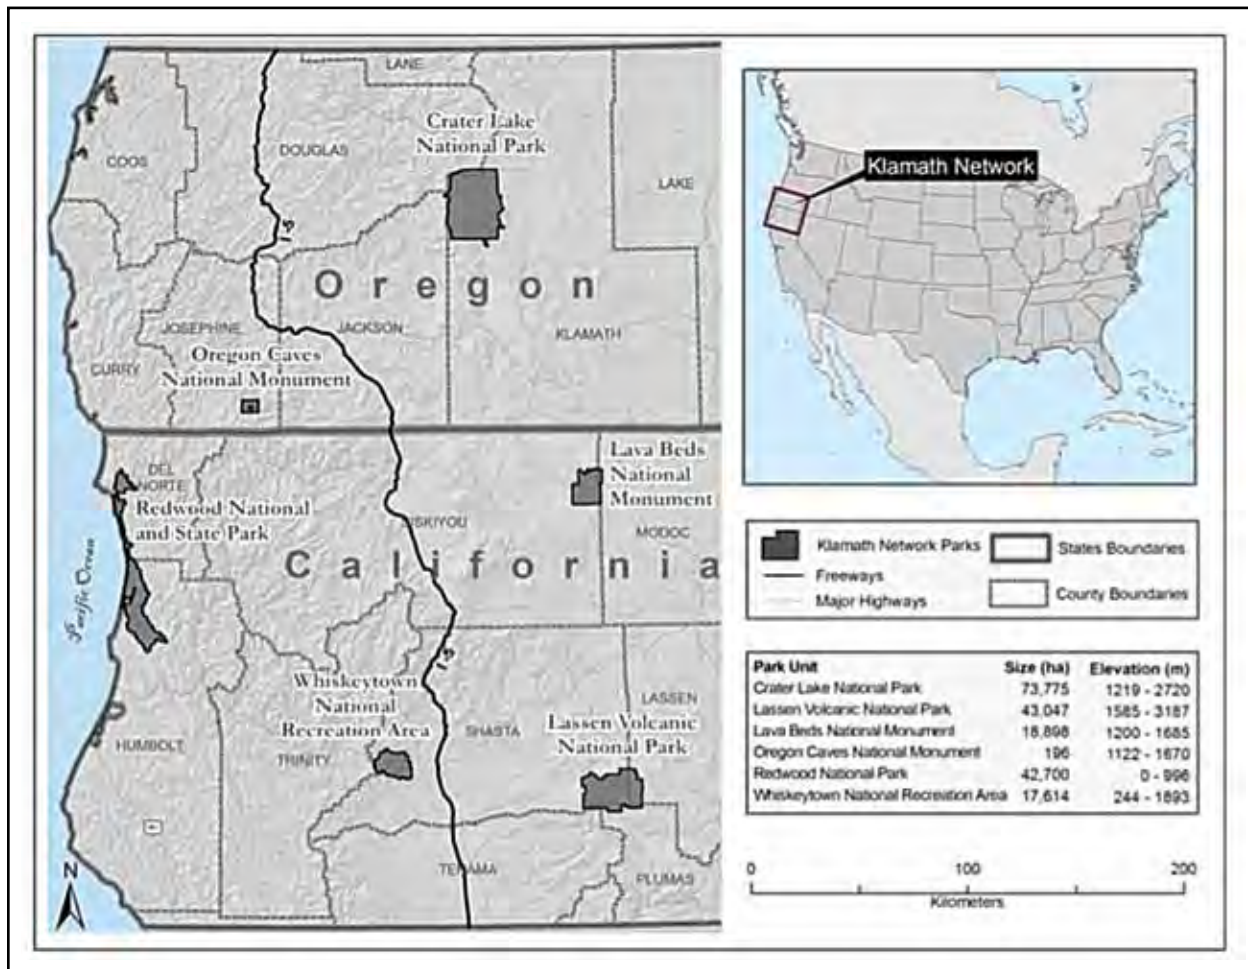 LANE
Crater Lake
National Park
DOUGLAS
COOS
LAKE
I-5
Oregon
JOSEPHINE
JACKSON
KLAMATH
Oregon Caves
National Monument
CURRY
Lava Beds
National
Monument
DEL
NORTE
Redwood National
and State Park
SISKIYOU
MODOC
California
Pacific Ocean
I-5
Whiskeytown
National
Recreation Area
LASSEN
Lassen Volcanic
National Park
SHASTA
HUMBOLT
TRINITY
TEHAMA
PLUMAS
N
Klamath Network
Klamath Network Parks
States Boundaries
Freeways
Major Highways
County Boundaries
Park Unit Size (ha) Elevation (m)
Crater Lake National Park 73,775 1219 - 2720
Lassen Volcanic National Park 43,047 1585 - 3187
Lava Beds National Monument 18,898 1200 - 1685
Oregon Caves National Monument 196 1122 - 1670
Redwood National Park 42,700 0 - 996
Whiskeytown National Recreation Area 17,614 244 - 1893
0 100 200
Kilometers